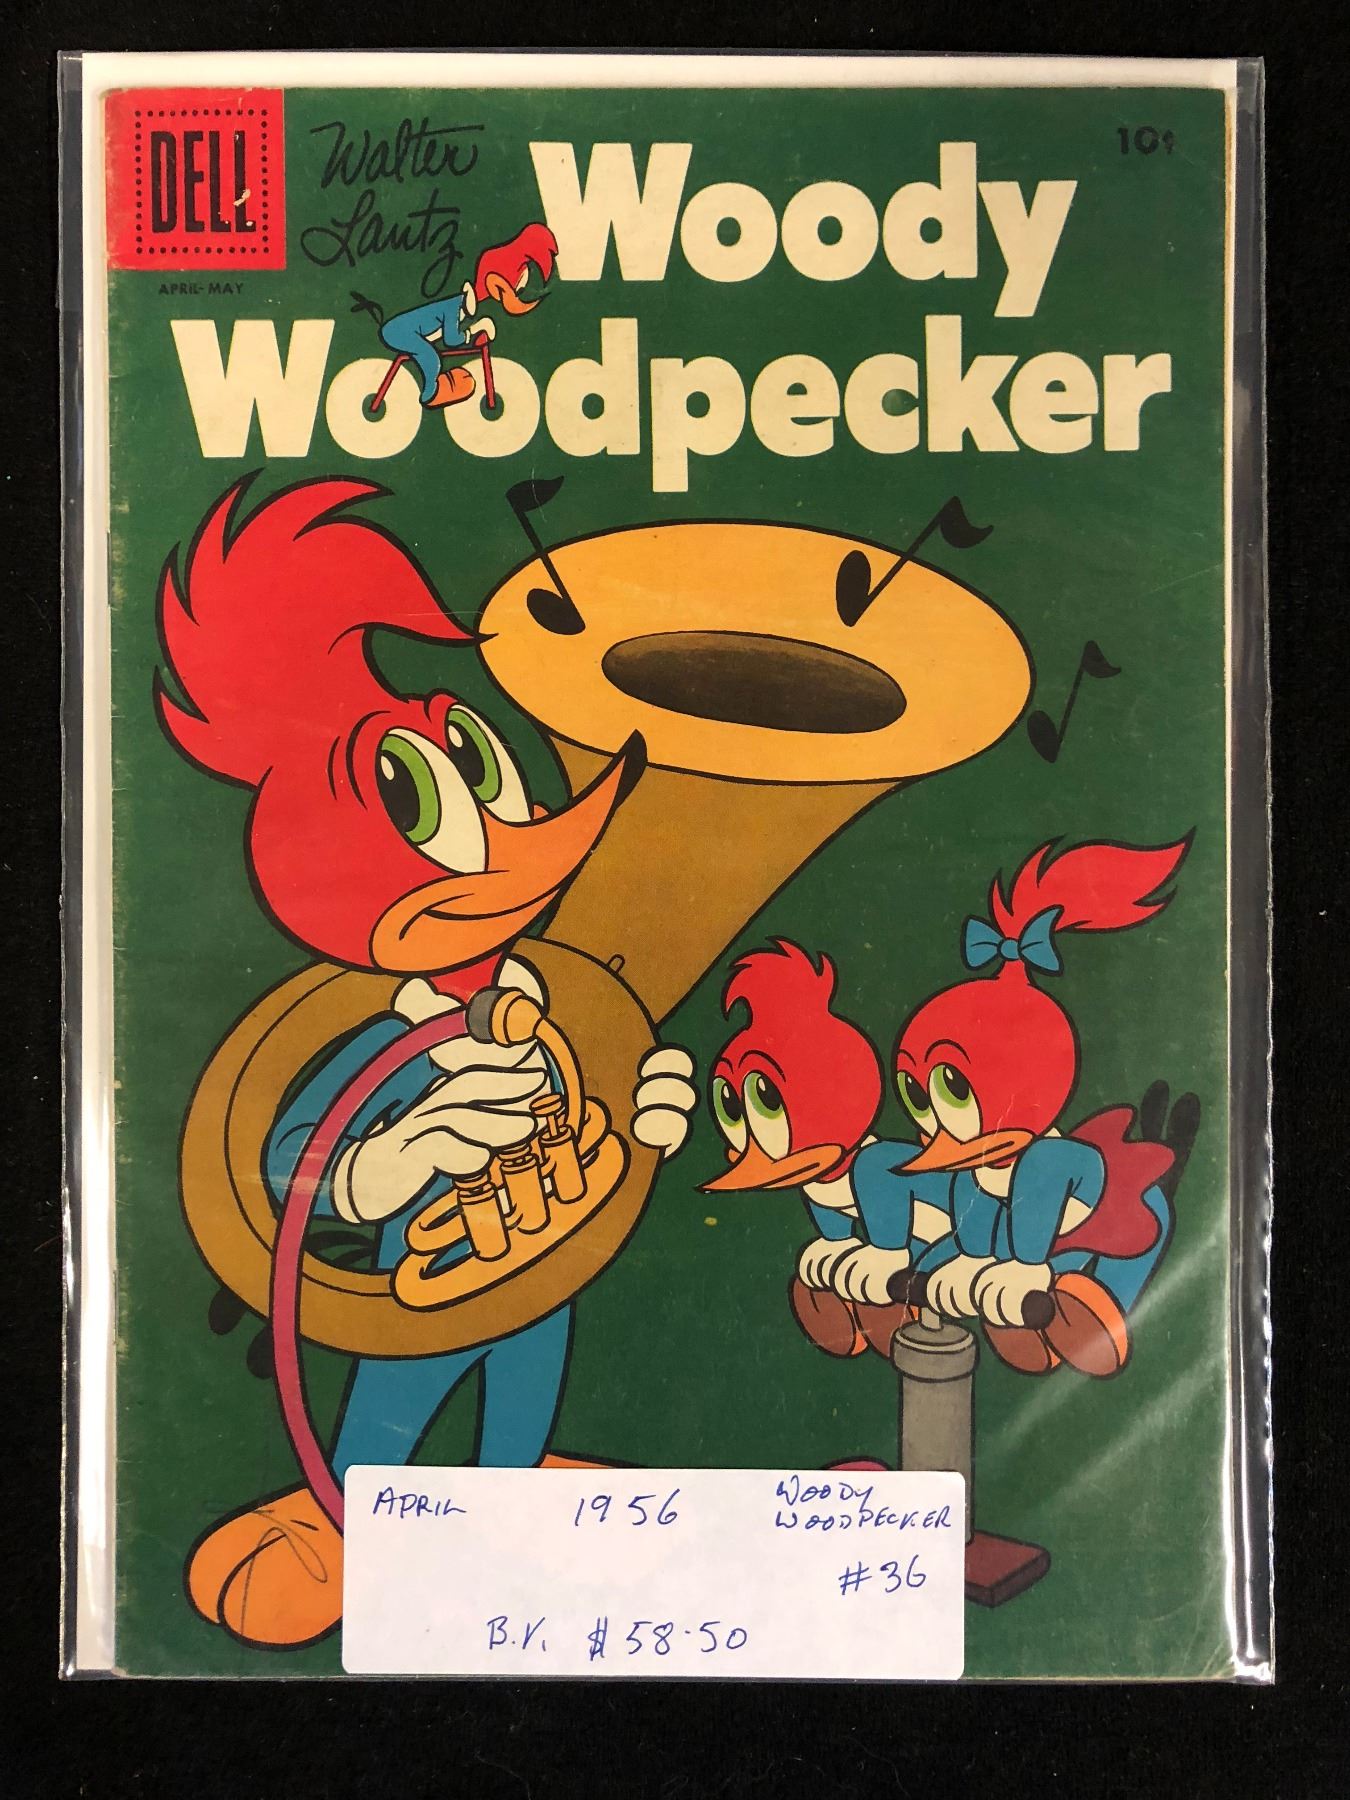 DELL
Walter
Lantz
10¢
Woody
APRIL-MAY
Woodpecker
APRIL 1956 WOODY
WOODPECKER
#36
B.V. $58.50